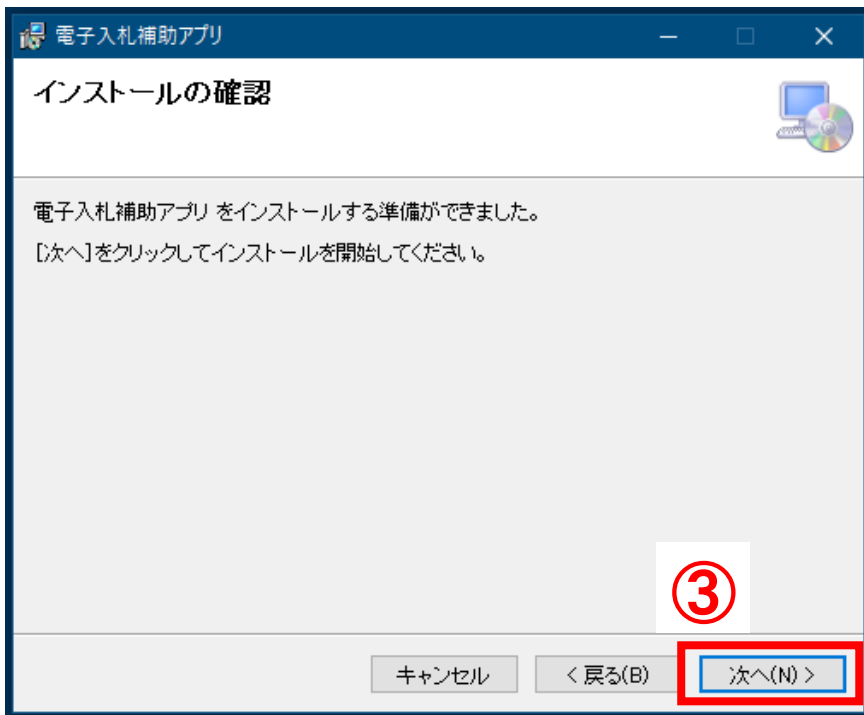 電子入札補助アプリ
インストールの確認
電子入札補助アプリ をインストールする準備ができました。
[次へ]をクリックしてインストールを開始してください。
③
キャンセル
< 戻る(B)
次へ(N) >